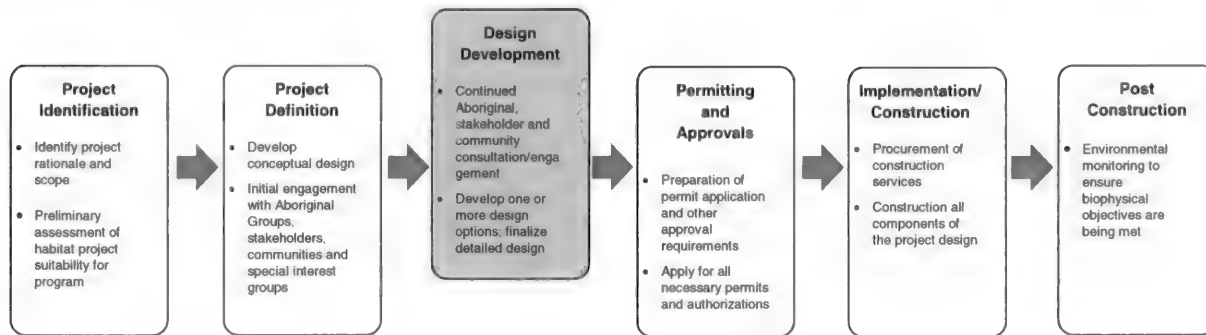 Project
Identification
• Identify project
rationale and
scope
• Preliminary
assessment of
habitat project
suitability for
program
Project
Definition
• Develop
conceptual design
• Initial engagement
with Aboriginal
Groups,
stakeholders,
communities and
special interest
groups
Design
Development
• Continued
Aboriginal,
stakeholder and
community
consultation/enga
gement
• Develop one or
more design
options; finalize
detailed design
Permitting
and
Approvals
• Preparation of
permit application
and other
approval
requirements
• Apply for all
necessary permits
and authorizations
Implementation/
Construction
• Procurement of
construction
services
• Construction all
components of
the project design
Post
Construction
• Environmental
monitoring to
ensure
biophysical
objectives are
being met